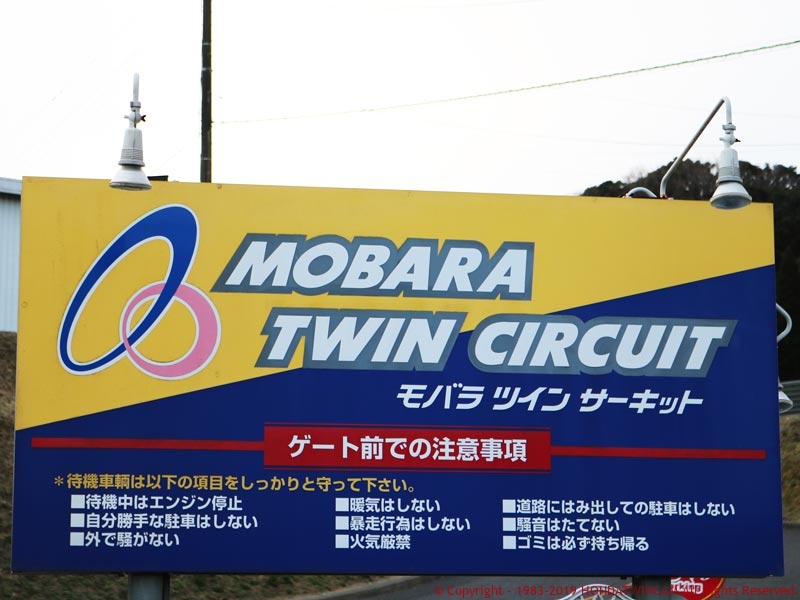 MOBARA
TWIN CIRCUIT
モバラ ツイン サーキット
ゲート前での注意事項
＊待機車輌は以下の項目をしっかりと守って下さい。
■待機中はエンジン停止 ■暖気はしない ■道路にはみ出しての駐車はしない
■自分勝手な駐車はしない ■暴走行為はしない ■騒音はたてない
■外で騒がない ■火気厳禁 ■ゴミは必ず持ち帰る
© Copyright - 1983-2019 All Rights Reserved.